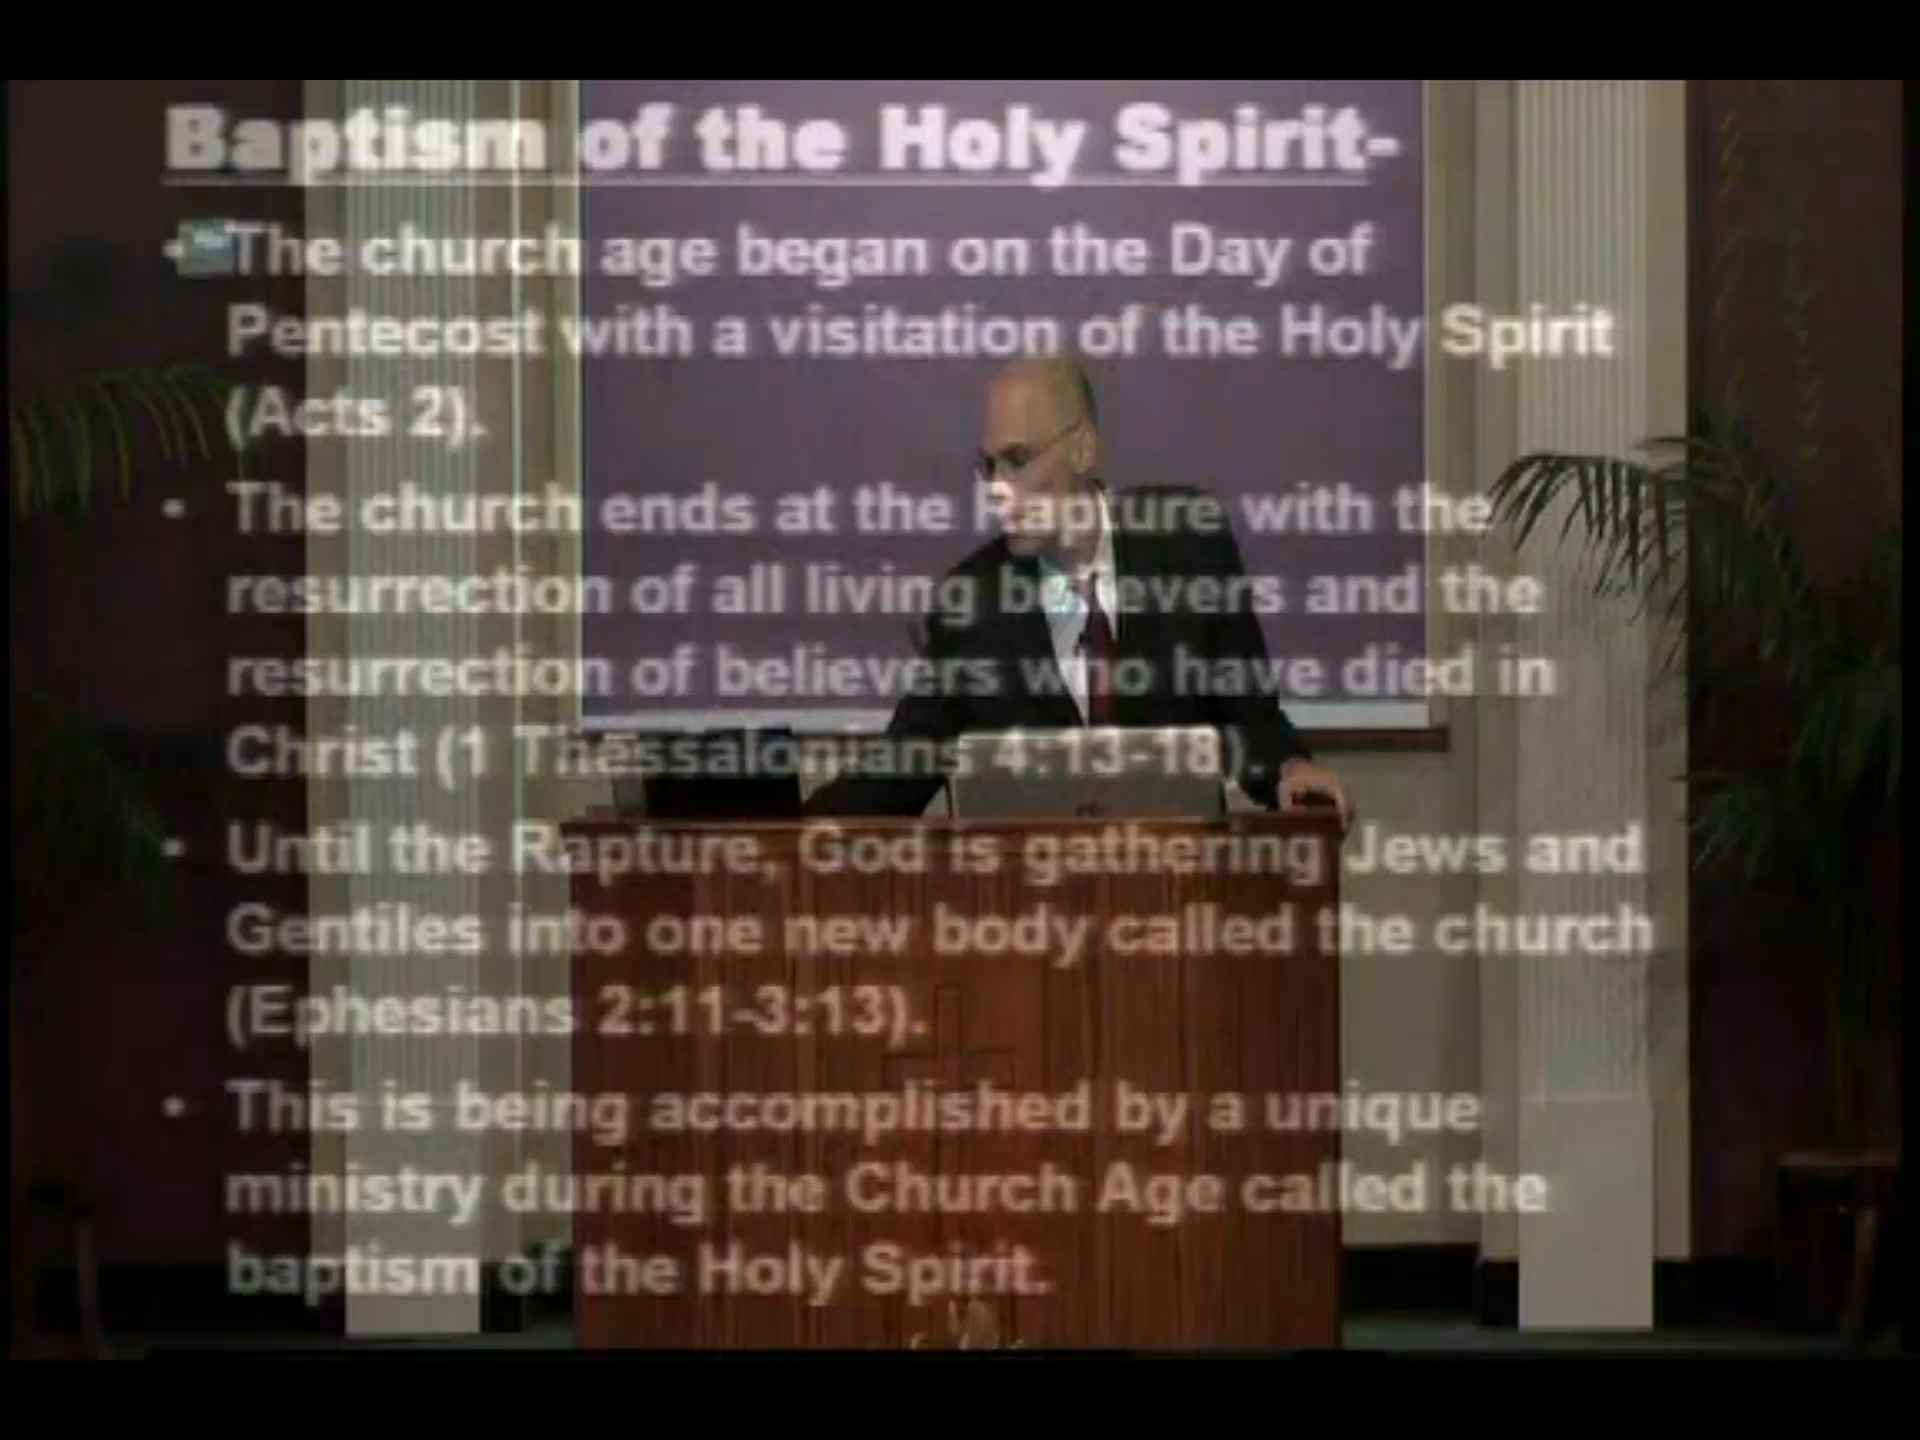 Baptism of the Holy Spirit-
• The church age began on the Day of
Pentecost with a visitation of the Holy Spirit
(Acts 2).
• The church ends at the Rapture with the
resurrection of all living believers and the
resurrection of believers who have died in
Christ (1 Thessalonians 4:13-18).
• Until the Rapture, God is gathering Jews and
Gentiles into one new body called the church
(Ephesians 2:11-3:13).
• This is being accomplished by a unique
ministry during the Church Age called the
baptism of the Holy Spirit.